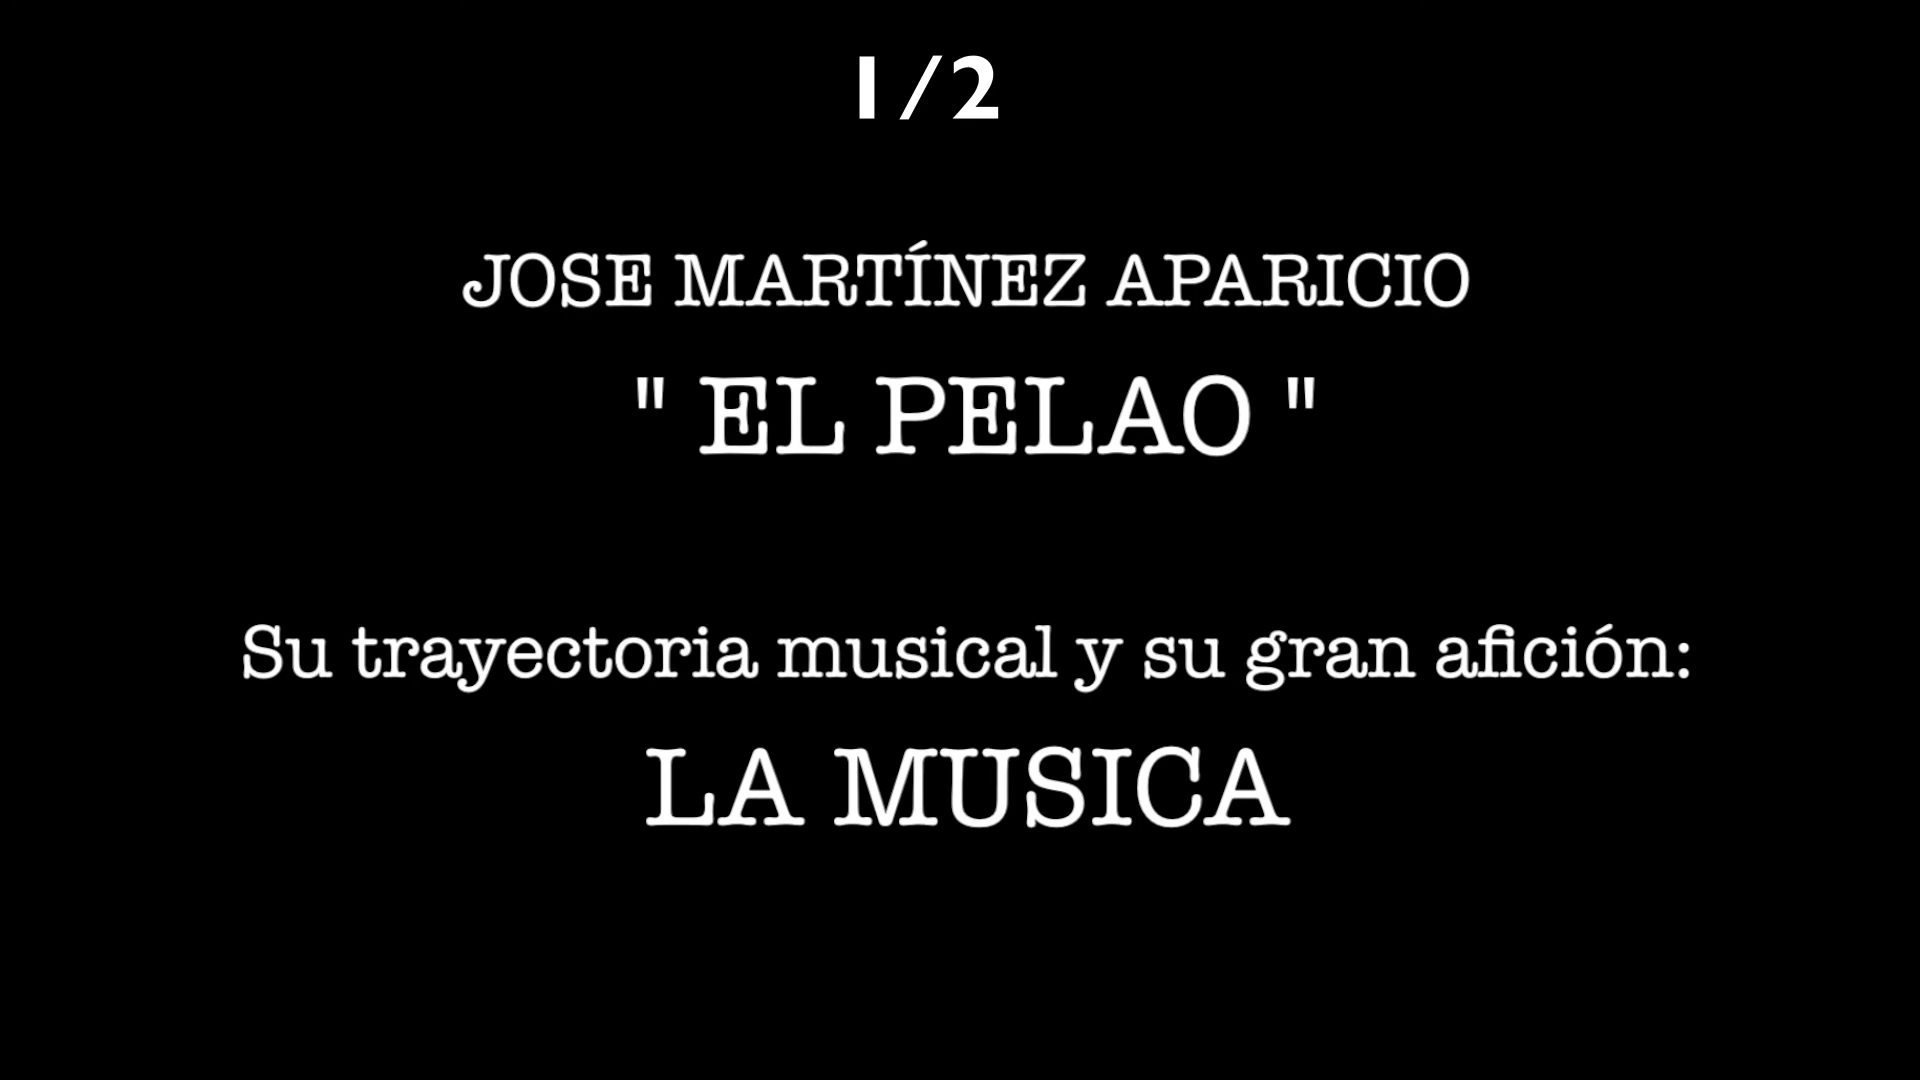 1/2
JOSE MARTÍNEZ APARICIO
" EL PELAO "
Su trayectoria musical y su gran afición:
LA MUSICA